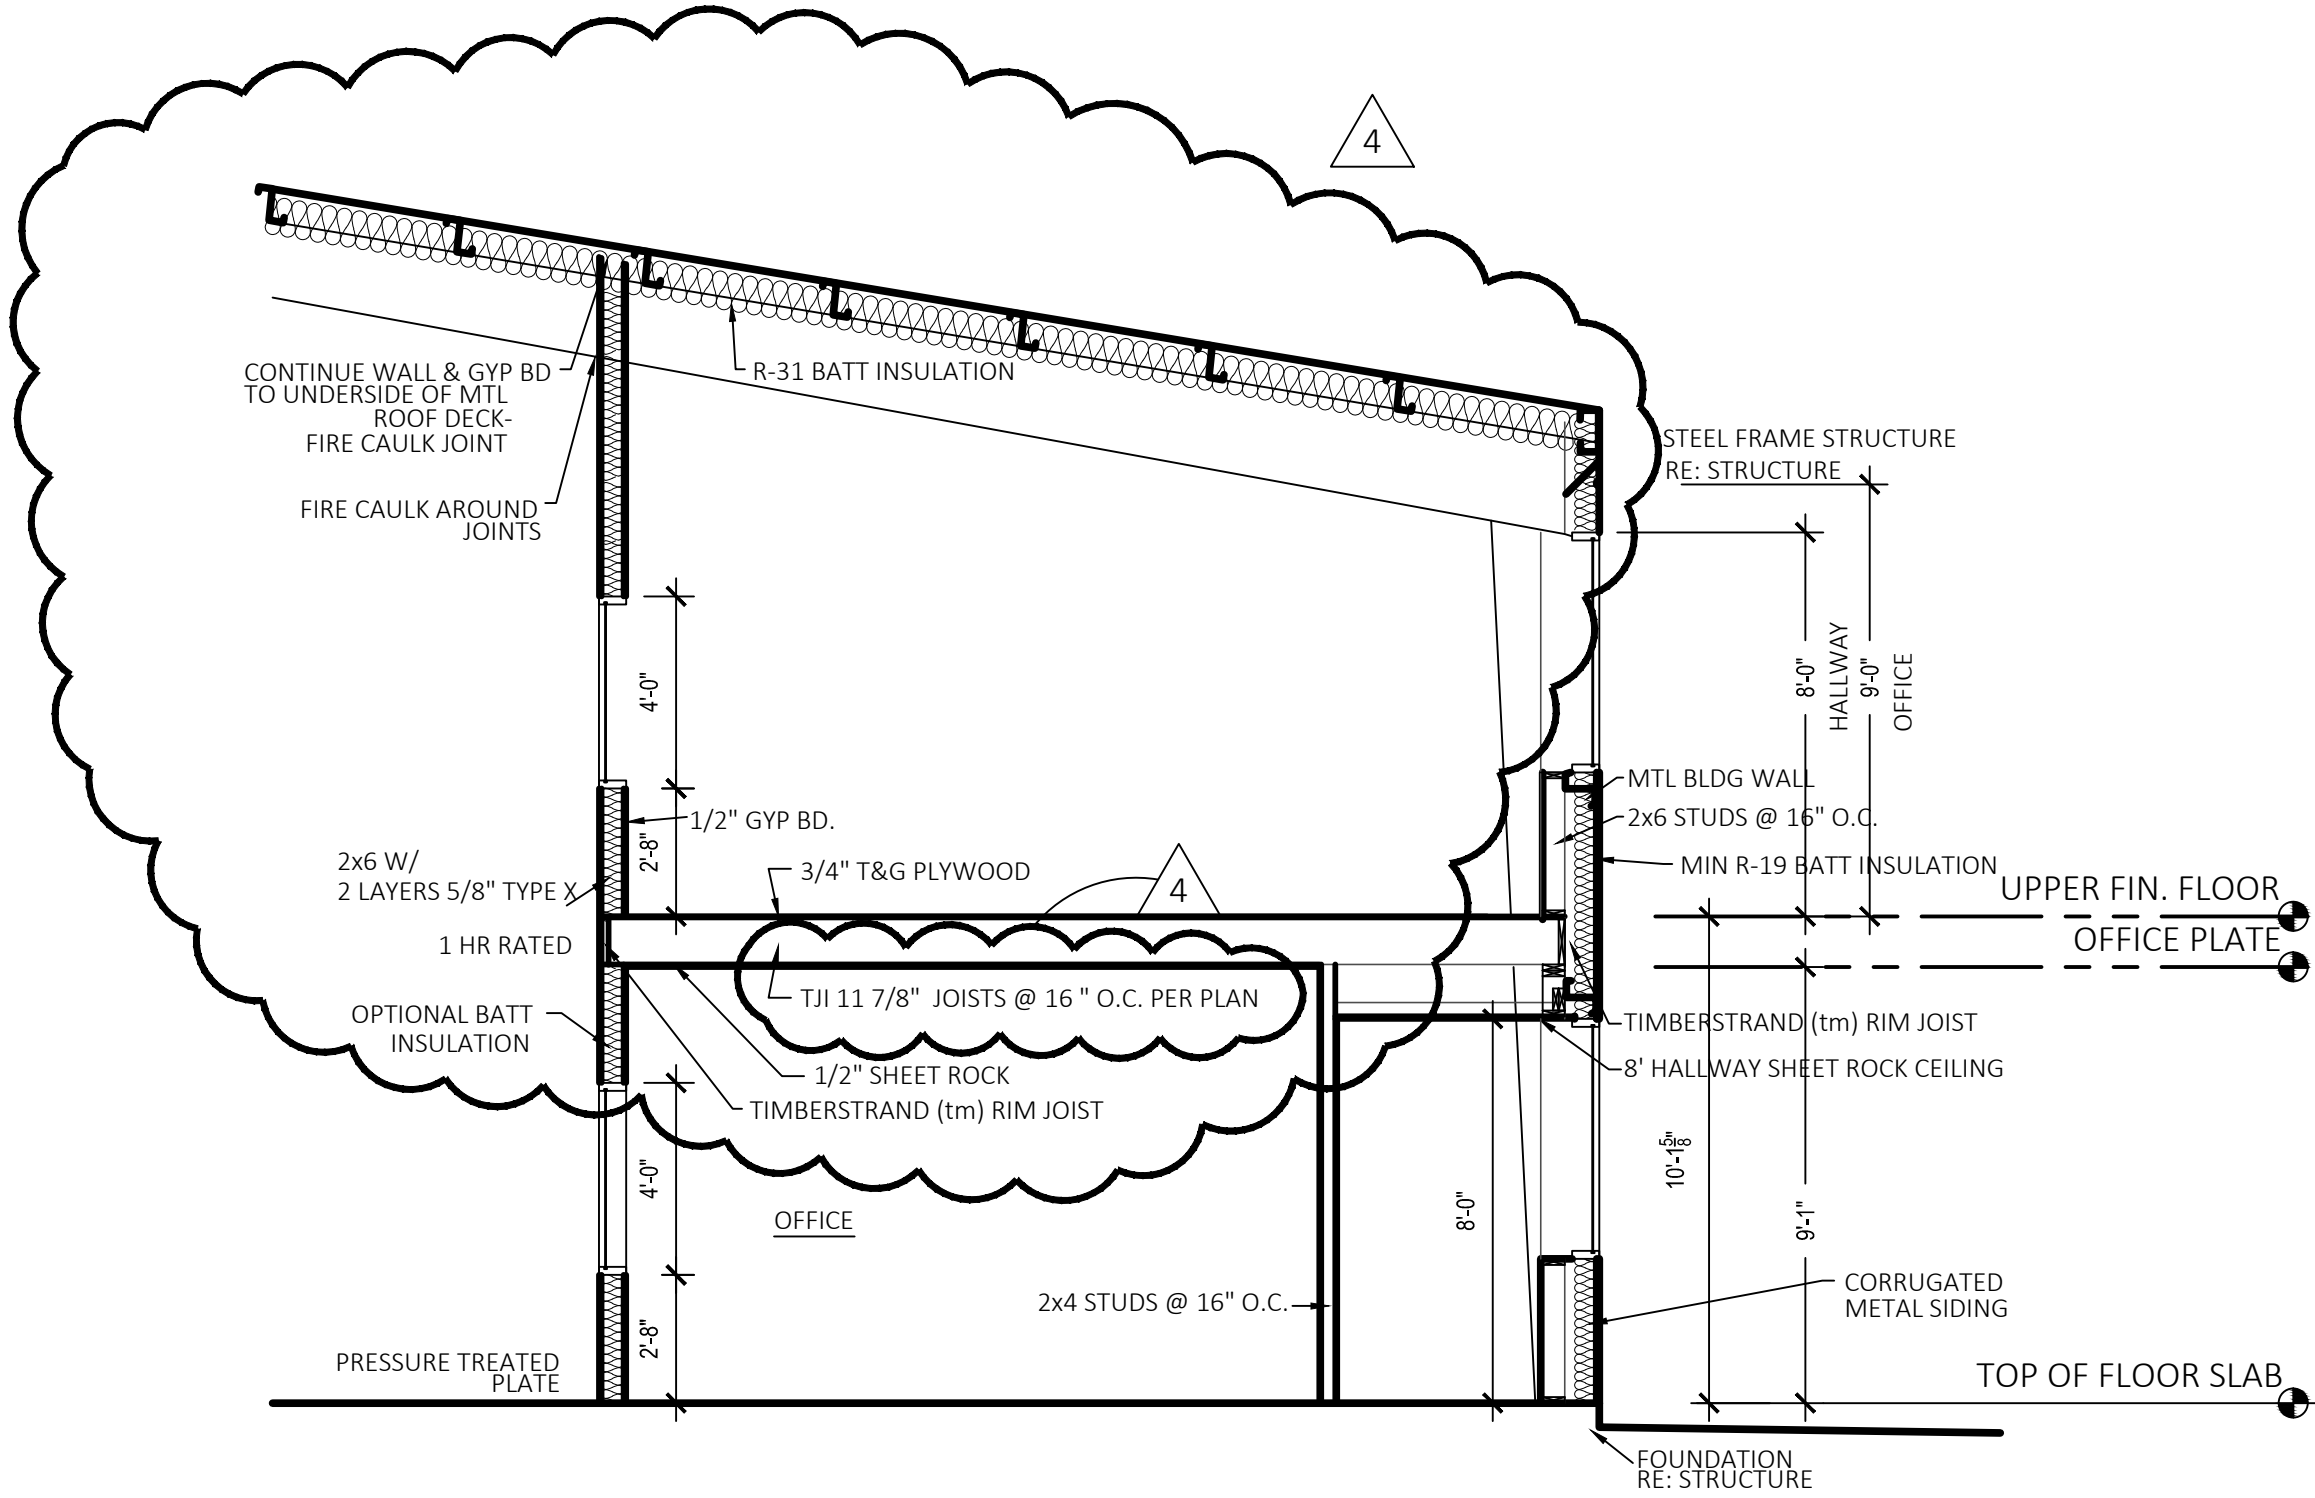 4
CONTINUE WALL & GYP BD
TO UNDERSIDE OF MTL
ROOF DECK-
FIRE CAULK JOINT
R-31 BATT INSULATION
STEEL FRAME STRUCTURE
RE: STRUCTURE
FIRE CAULK AROUND
JOINTS
4'-0"
8'-0"
HALLWAY
9'-0"
OFFICE
MTL BLDG WALL
1/2" GYP BD.
2x6 STUDS @ 16" O.C.
2'-8"
2x6 W/
2 LAYERS 5/8" TYPE X
3/4" T&G PLYWOOD
4
MIN R-19 BATT INSULATION
UPPER FIN. FLOOR
1 HR RATED
OFFICE PLATE
TJI 11 7/8" JOISTS @ 16 " O.C. PER PLAN
OPTIONAL BATT
INSULATION
TIMBERSTRAND (tm) RIM JOIST
1/2" SHEET ROCK
8' HALLWAY SHEET ROCK CEILING
TIMBERSTRAND (tm) RIM JOIST
4'-0"
10'-1 5/8"
8'-0"
9'-1"
OFFICE
2x4 STUDS @ 16" O.C.
CORRUGATED
METAL SIDING
2'-8"
PRESSURE TREATED
PLATE
TOP OF FLOOR SLAB
FOUNDATION
RE: STRUCTURE